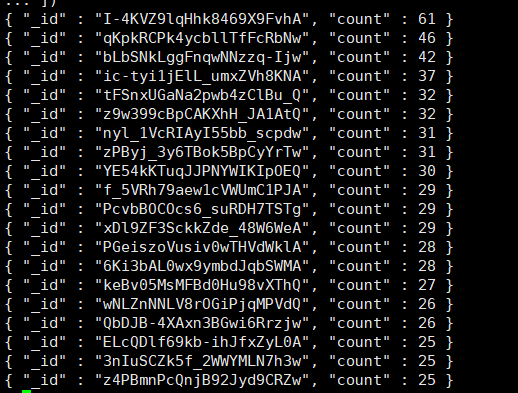 ... ])
{ "_id" : "I-4KVZ9lqHhk8469X9FvhA", "count" : 61 }
{ "_id" : "qKpkRCPk4ycbllTfFcRbNw", "count" : 46 }
{ "_id" : "bLbSNkLggFnqwNNzzq-Ijw", "count" : 42 }
{ "_id" : "ic-tyi1jElL_umxZVh8KNA", "count" : 37 }
{ "_id" : "tFSnxUGaNa2pwb4zClBu_Q", "count" : 32 }
{ "_id" : "z9w399cBpCAKXhH_JA1AtQ", "count" : 32 }
{ "_id" : "nyl_1VcRIAyI55bb_scpdw", "count" : 31 }
{ "_id" : "zPByj_3y6TBok5BpCyYrTw", "count" : 31 }
{ "_id" : "YE54kKTuqJJPNYWIKIpOEQ", "count" : 30 }
{ "_id" : "f_5VRh79aew1cVWUmC1PJA", "count" : 29 }
{ "_id" : "PcvbBOCOcs6_suRDH7TSTg", "count" : 29 }
{ "_id" : "xDl9ZF3SckkZde_48W6WeA", "count" : 29 }
{ "_id" : "PGeiszoVusiv0wTHVdWklA", "count" : 28 }
{ "_id" : "6Ki3bAL0wx9ymbdJqbSWMA", "count" : 28 }
{ "_id" : "keBv05MsMFBd0Hu98vXThQ", "count" : 27 }
{ "_id" : "wNLZnNNLV8rOGiPjqMPVdQ", "count" : 26 }
{ "_id" : "QbDJB-4XAxn3BGwi6Rrzjw", "count" : 26 }
{ "_id" : "ELcQDlf69kb-ihJfxZyL0A", "count" : 25 }
{ "_id" : "3nIuSCZk5f_2WWYMLN7h3w", "count" : 25 }
{ "_id" : "z4PBmnPcQnjB92Jyd9CRZw", "count" : 25 }